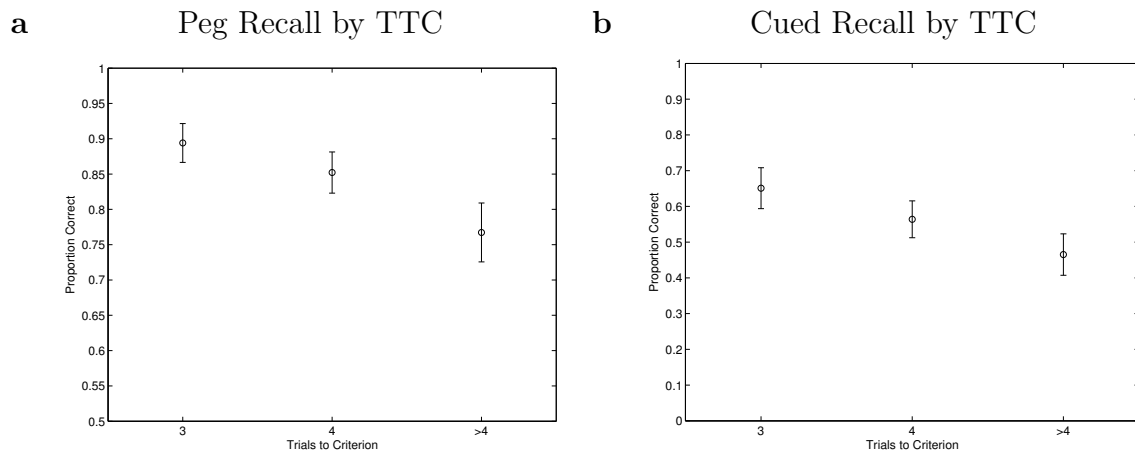 a Peg Recall by TTC
1
0.95
0.9
0.85
0.8
0.75
0.7
0.65
0.6
0.55
0.5
Proportion Correct
3 4 >4
Trials to Criterion
b Cued Recall by TTC
1
0.9
0.8
0.7
0.6
0.5
0.4
0.3
0.2
0.1
0
Proportion Correct
3 4 >4
Trials to Criterion